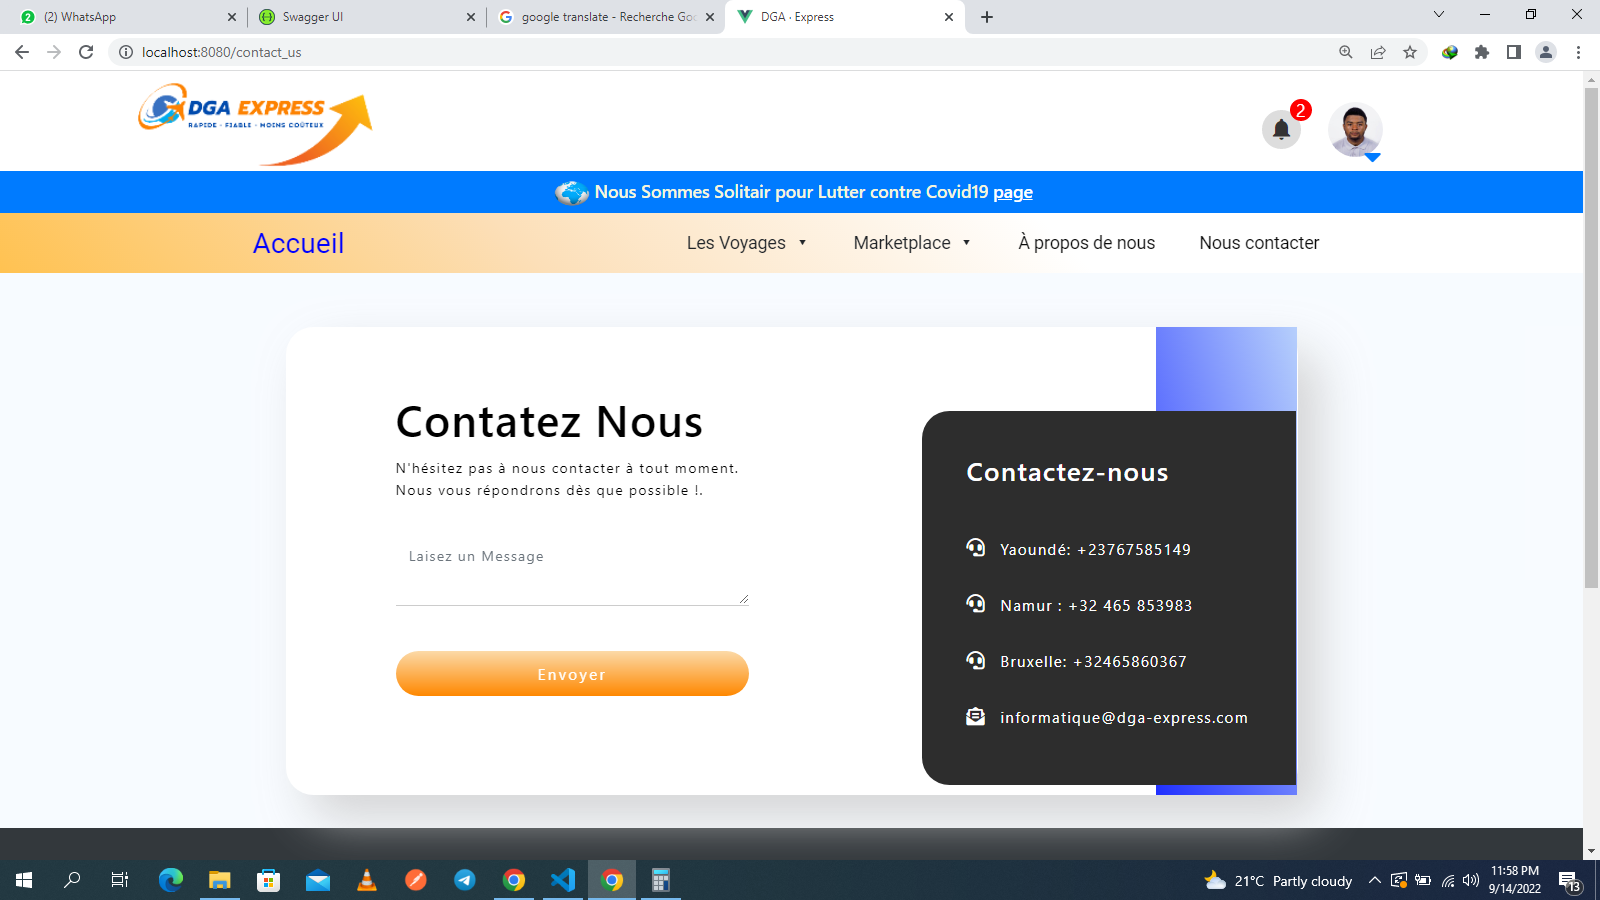 (2) WhatsApp
Swagger UI
google translate - Recherche Goo
DGA · Express
localhost:8080/contact_us
DGA EXPRESS
RAPIDE - FIABLE - MOINS COÛTEUX
2
Nous Sommes Solitair pour Lutter contre Covid19 page
Accueil
Les Voyages
Marketplace
À propos de nous
Nous contacter
Contatez Nous
N'hésitez pas à nous contacter à tout moment.
Nous vous répondrons dès que possible !.
Laisez un Message
Envoyer
Contactez-nous
Yaoundé: +23767585149
Namur : +32 465 853983
Bruxelle: +32465860367
informatique@dga-express.com
21°C Partly cloudy
11:58 PM
9/14/2022
13